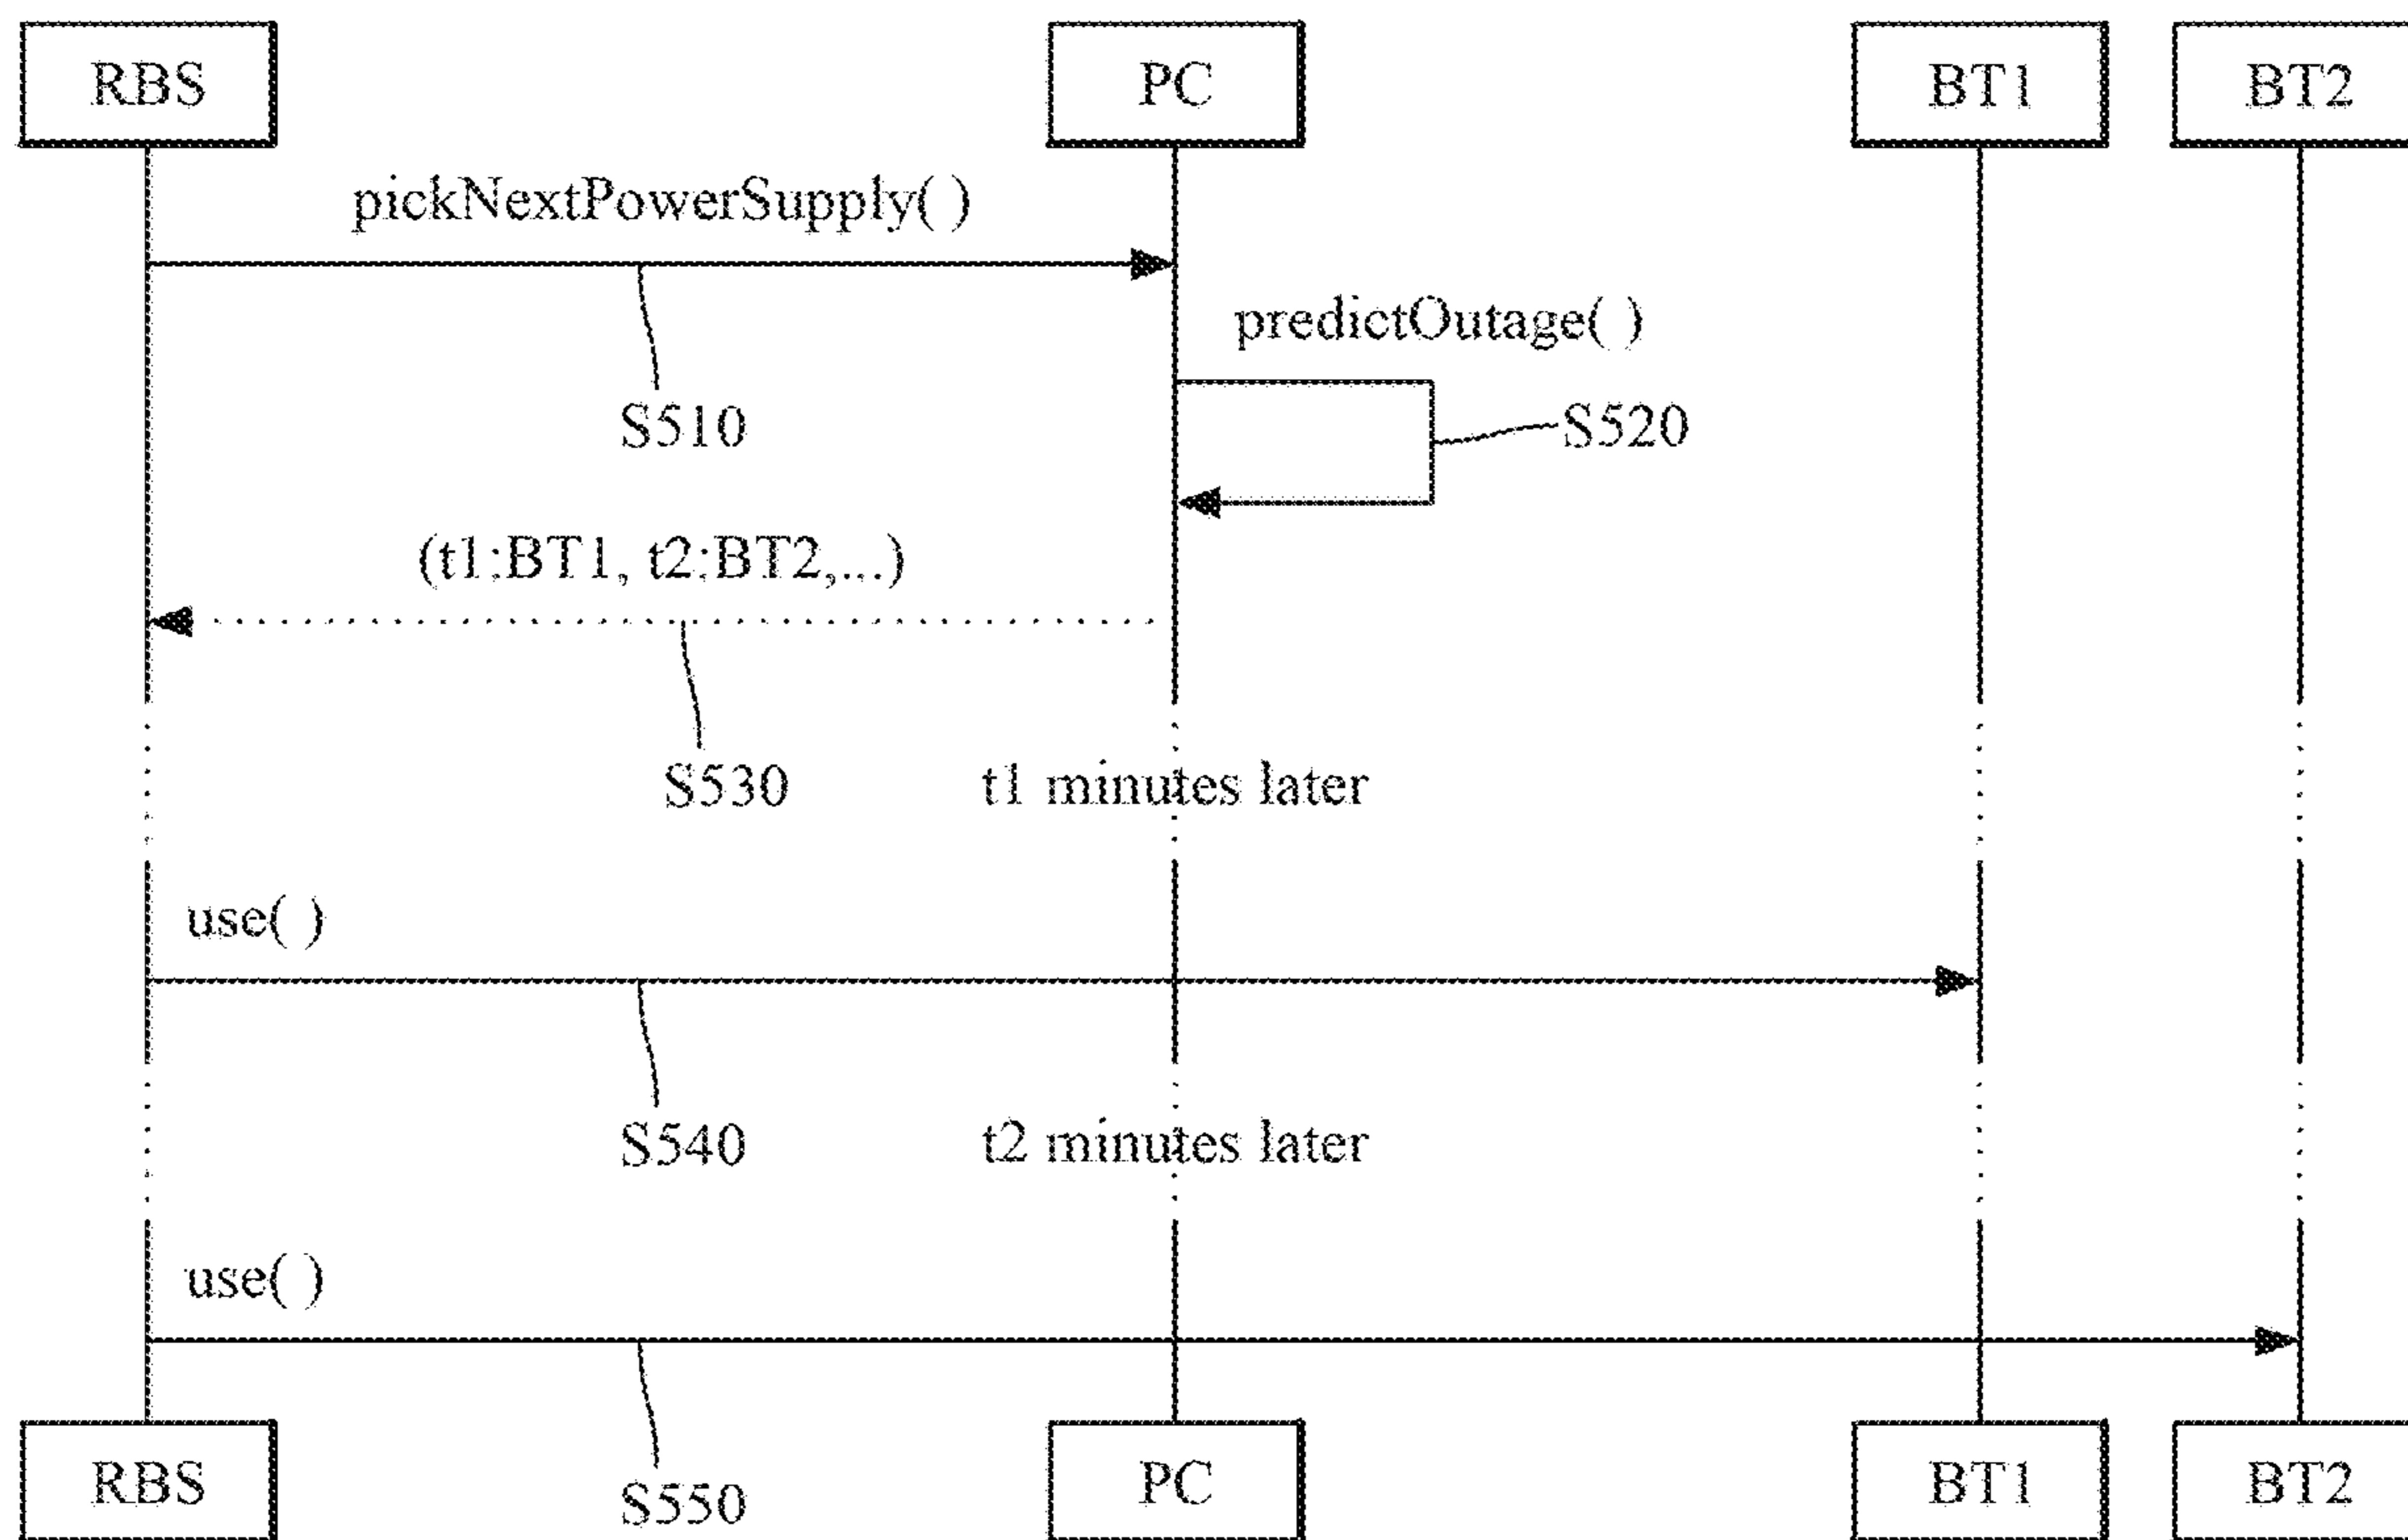 RBS
PC
BT1
BT2
pickNextPowerSupply( )
S510
predictOutage( )
S520
(t1:BT1, t2:BT2,...)
S530
t1 minutes later
use( )
S540
t2 minutes later
use( )
S550
RBS
PC
BT1
BT2